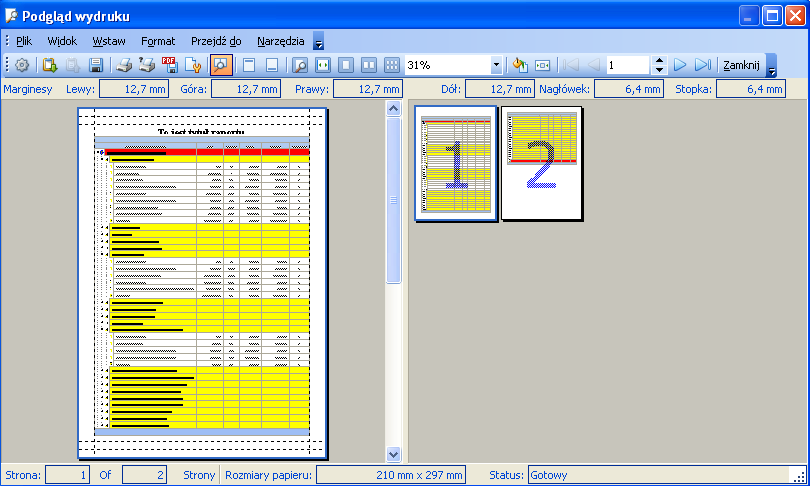 Podgląd wydruku
Plik Widok Wstaw Format Przejdź do Narzędzia
PDF 31% 1 Zamknij
Marginesy Lewy: 12,7 mm Góra: 12,7 mm Prawy: 12,7 mm Dół: 12,7 mm Nagłówek: 6,4 mm Stopka: 6,4 mm
To jest tytuł raportu
1 2
Strona: 1 Of 2 Strony Rozmiary papieru: 210 mm x 297 mm Status: Gotowy